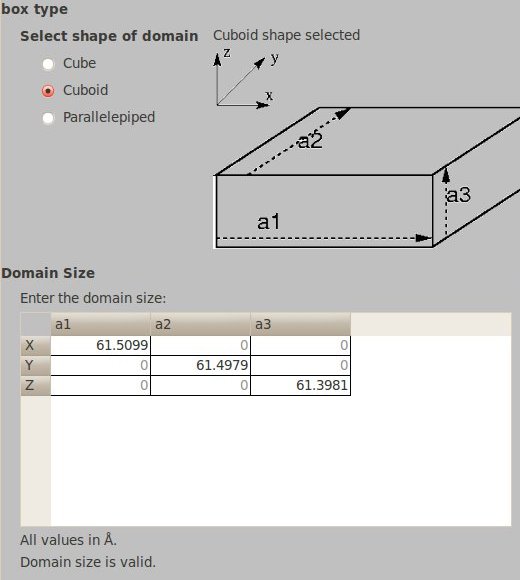 box type
Select shape of domain Cuboid shape selected
Cube
Cuboid
Parallelepiped
z
y
x
a2
a3
a1
Domain Size
Enter the domain size:
a1 a2 a3
X 61.5099 0 0
Y 0 61.4979 0
Z 0 0 61.3981
All values in Å.
Domain size is valid.